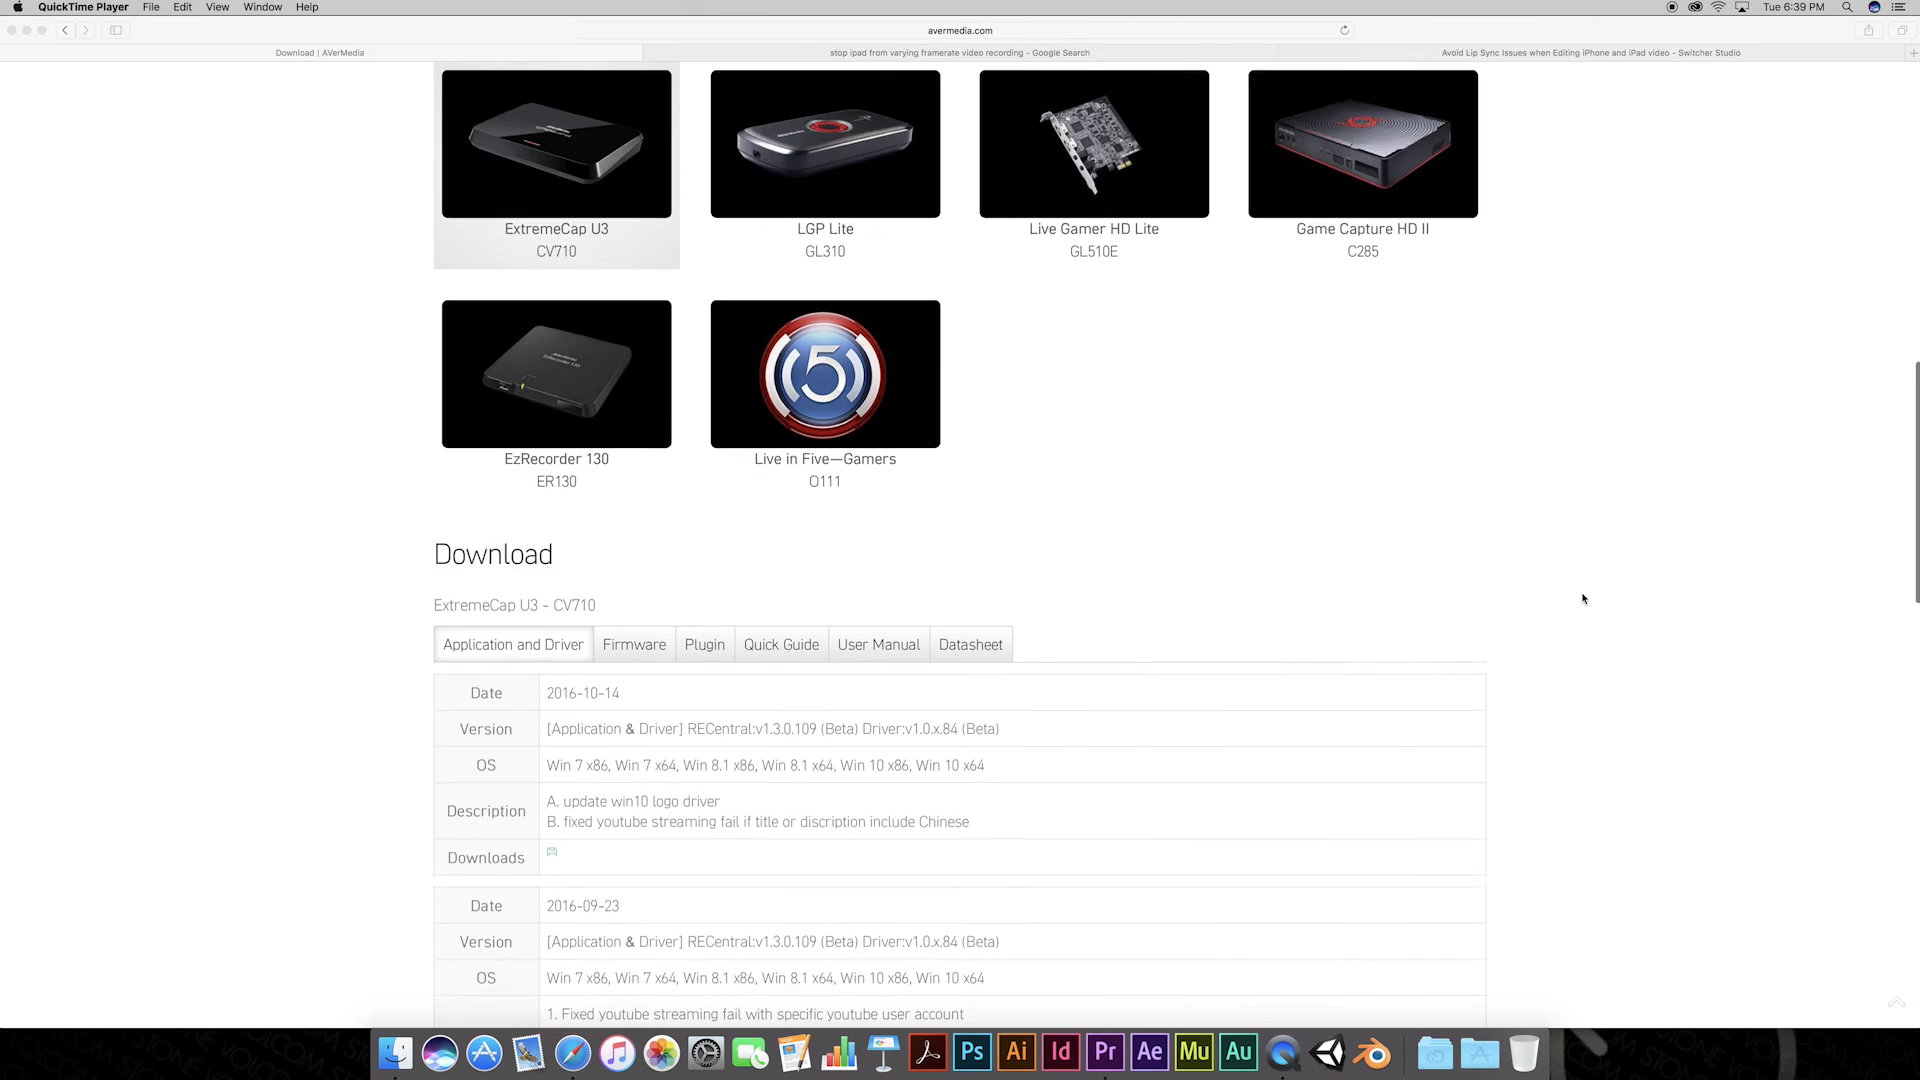 QuickTime Player File Edit View Window Help Tue 6:39 PM
avermedia.com
Download | AVerMedia
stop ipad from varying framerate video recording - Google Search
Avoid Lip Sync Issues when Editing iPhone and iPad video - Switcher Studio
ExtremeCap U3
CV710
LGP Lite
GL310
Live Gamer HD Lite
GL510E
Game Capture HD II
C285
5
EzRecorder 130
ER130
Live in Five—Gamers
O111
Download
ExtremeCap U3 - CV710
Application and Driver Firmware Plugin Quick Guide User Manual Datasheet
Date 2016-10-14
Version [Application & Driver] RECentral:v1.3.0.109 (Beta) Driver:v1.0.x.84 (Beta)
OS Win 7 x86, Win 7 x64, Win 8.1 x86, Win 8.1 x64, Win 10 x86, Win 10 x64
Description A. update win10 logo driver
B. fixed youtube streaming fail if title or discription include Chinese
Downloads
Date 2016-09-23
Version [Application & Driver] RECentral:v1.3.0.109 (Beta) Driver:v1.0.x.84 (Beta)
OS Win 7 x86, Win 7 x64, Win 8.1 x86, Win 8.1 x64, Win 10 x86, Win 10 x64
1. Fixed youtube streaming fail with specific youtube user account
Ps Ai Id Pr Ae Mu Au